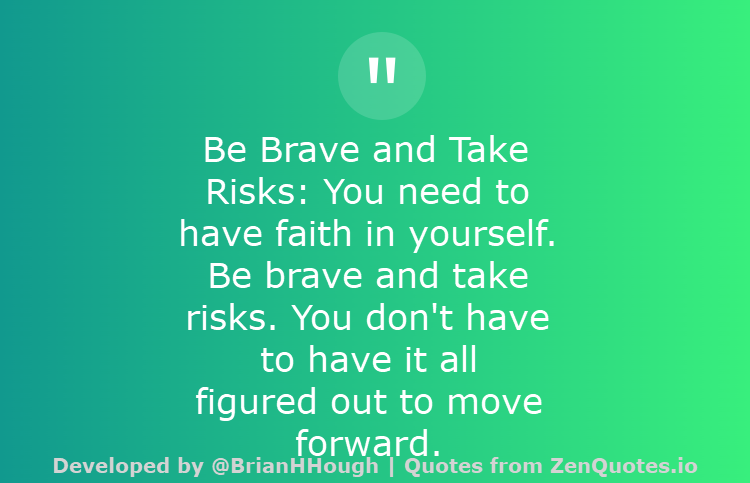 "
Be Brave and Take
Risks: You need to
have faith in yourself.
Be brave and take
risks. You don't have
to have it all
figured out to move
forward.
Developed by @BrianHHough | Quotes from ZenQuotes.io